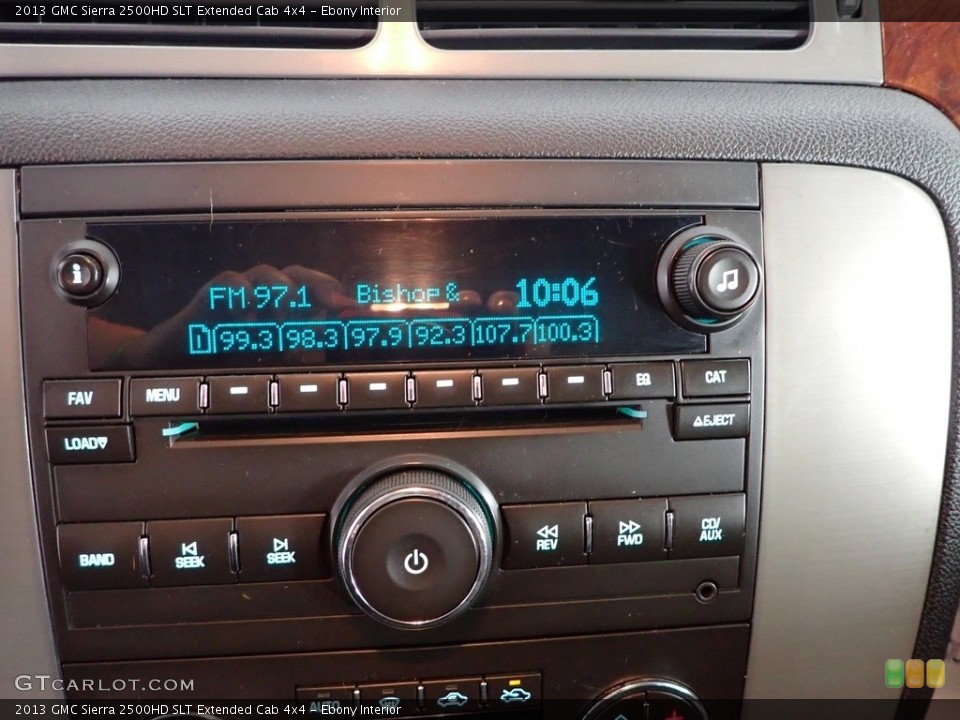 2013 GMC Sierra 2500HD SLT Extended Cab 4x4 - Ebony Interior
FM 97.1 Bishop & 10:06
D 99.3 98.3 97.9 92.3 107.7 100.3
FAV MENU EQ CAT
LOAD EJECT
BAND SEEK SEEK REV FWD CD/AUX
AUTO
GTCARLOT.COM
2013 GMC Sierra 2500HD SLT Extended Cab 4x4 - Ebony Interior